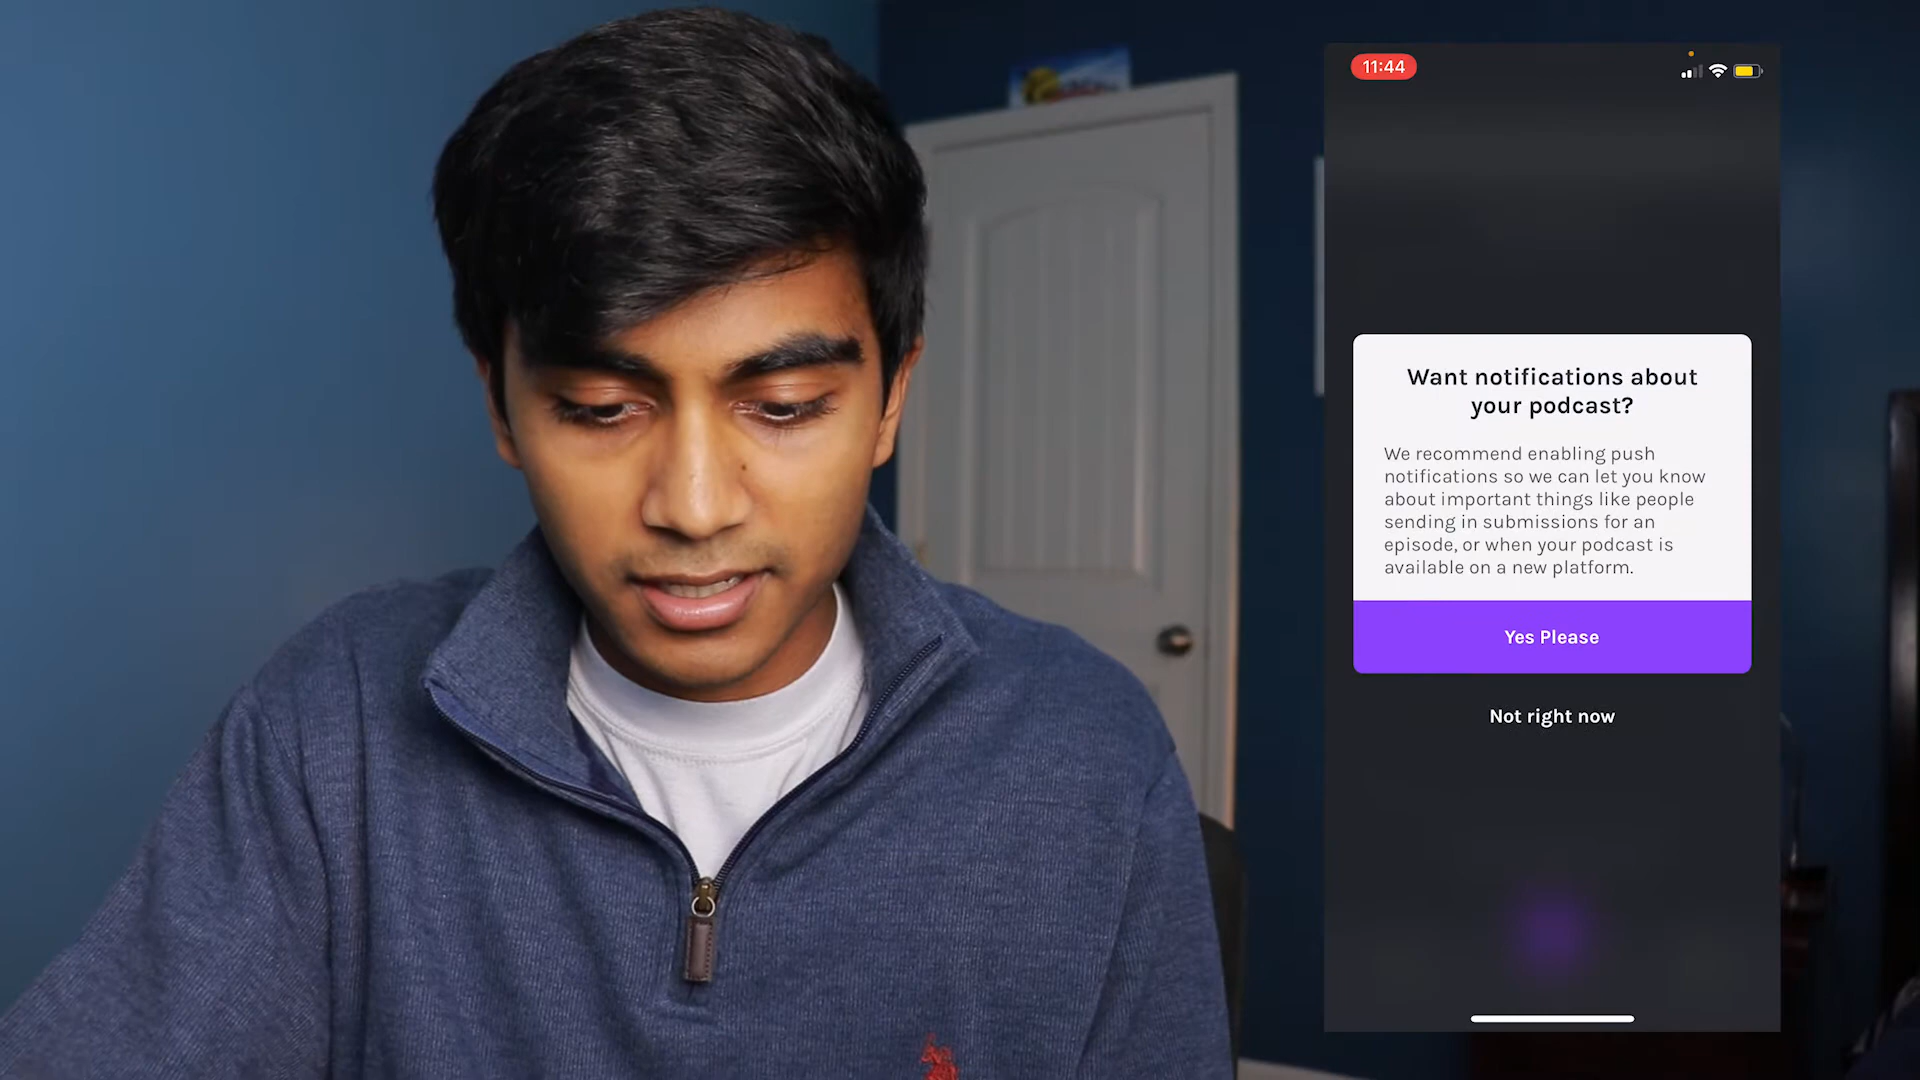 11:44
Want notifications about
your podcast?
We recommend enabling push
notifications so we can let you know
about important things like people
sending in submissions for an
episode, or when your podcast is
available on a new platform.
Yes Please
Not right now